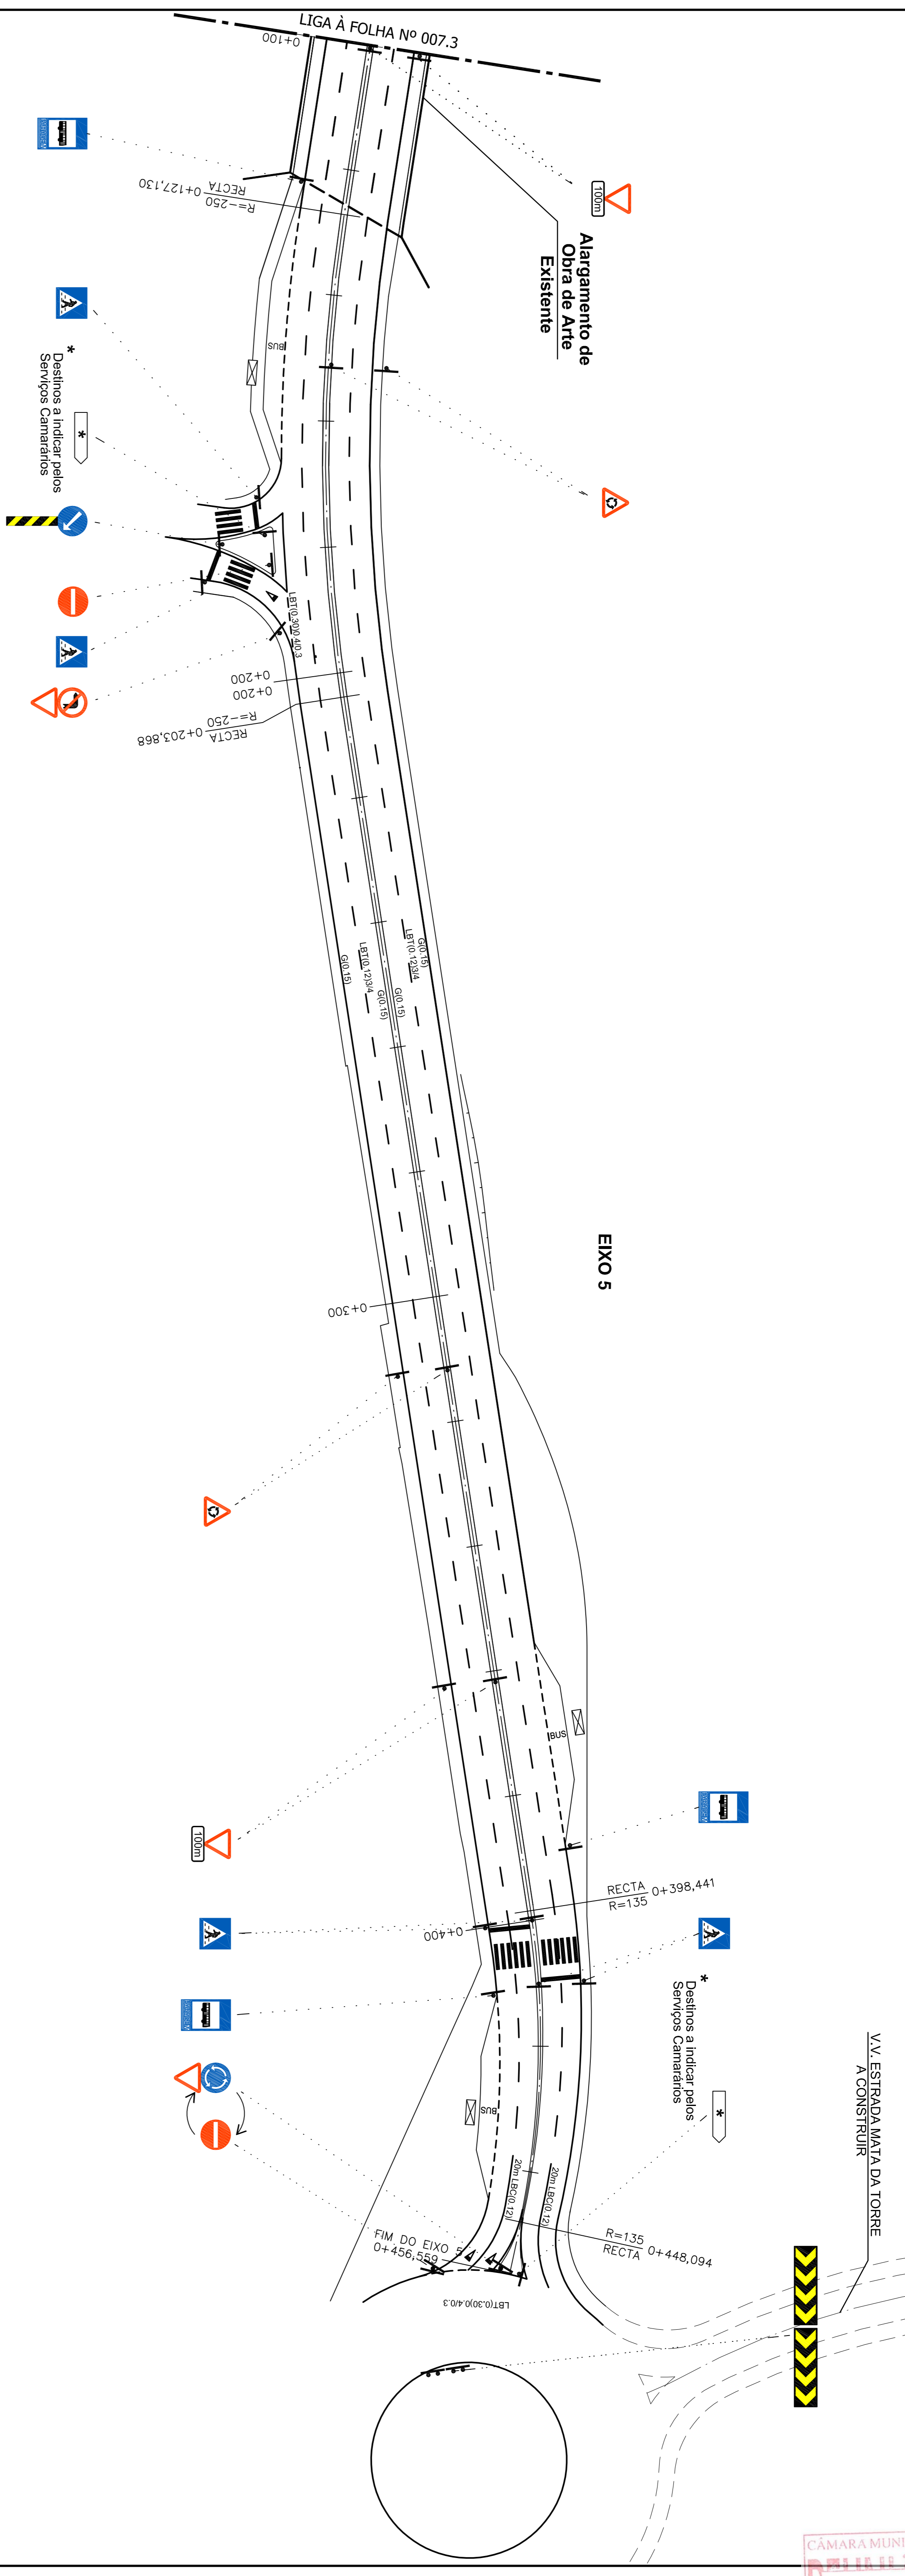 LIGA À FOLHA Nº 007.3
0+100
100m
Alargamento de
Obra de Arte
Existente
RECTA
R=-250
0+127,130
BUS
*
Destinos a indicar pelos
Serviços Camarários
*
LBT(0.30)0.4/0.3
0+200
0+200
R=-250
RECTA
0+203,868
G(0.15)
LBT(0.12)3/4
G(0.15)
G(0.15)
LBT(0.12)3/4
G(0.15)
EIXO 5
0+300
BUS
100m
RECTA
R=135
0+398,441
0+400
*
Destinos a indicar pelos
Serviços Camarários
*
V.V. ESTRADA MATA DA TORRE
A CONSTRUIR
BUS
20m LBC(0.12)
20m LBC(0.12)
R=135
RECTA
0+448,094
FIM DO EIXO 5
0+456,559
LBT(0.30)0.4/0.3
CÂMARA MUNI